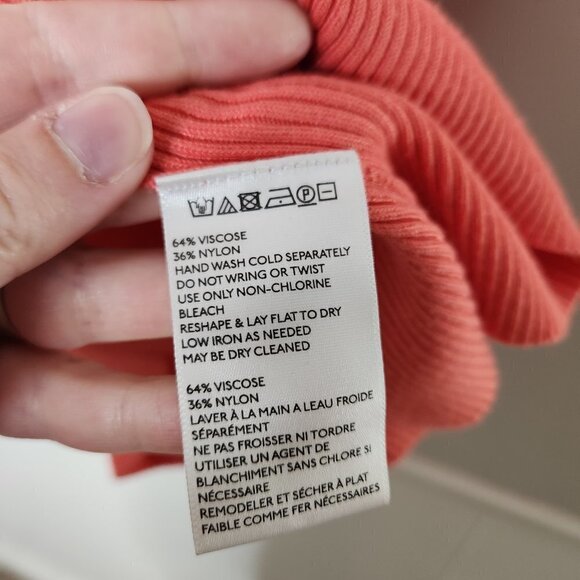 64% VISCOSE
36% NYLON
HAND WASH COLD SEPARATELY
DO NOT WRING OR TWIST
USE ONLY NON-CHLORINE
BLEACH
RESHAPE & LAY FLAT TO DRY
LOW IRON AS NEEDED
MAY BE DRY CLEANED
64% VISCOSE
36% NYLON
LAVER À LA MAIN A LEAU FROIDE
SÉPARÉMENT
NE PAS FROISSER NI TORDRE
UTILISER UN AGENT DE
BLANCHIMENT SANS CHLORE SI
NÉCESSAIRE
REMODELER ET SÉCHER À PLAT
FAIBLE COMME FER NÉCESSAIRES